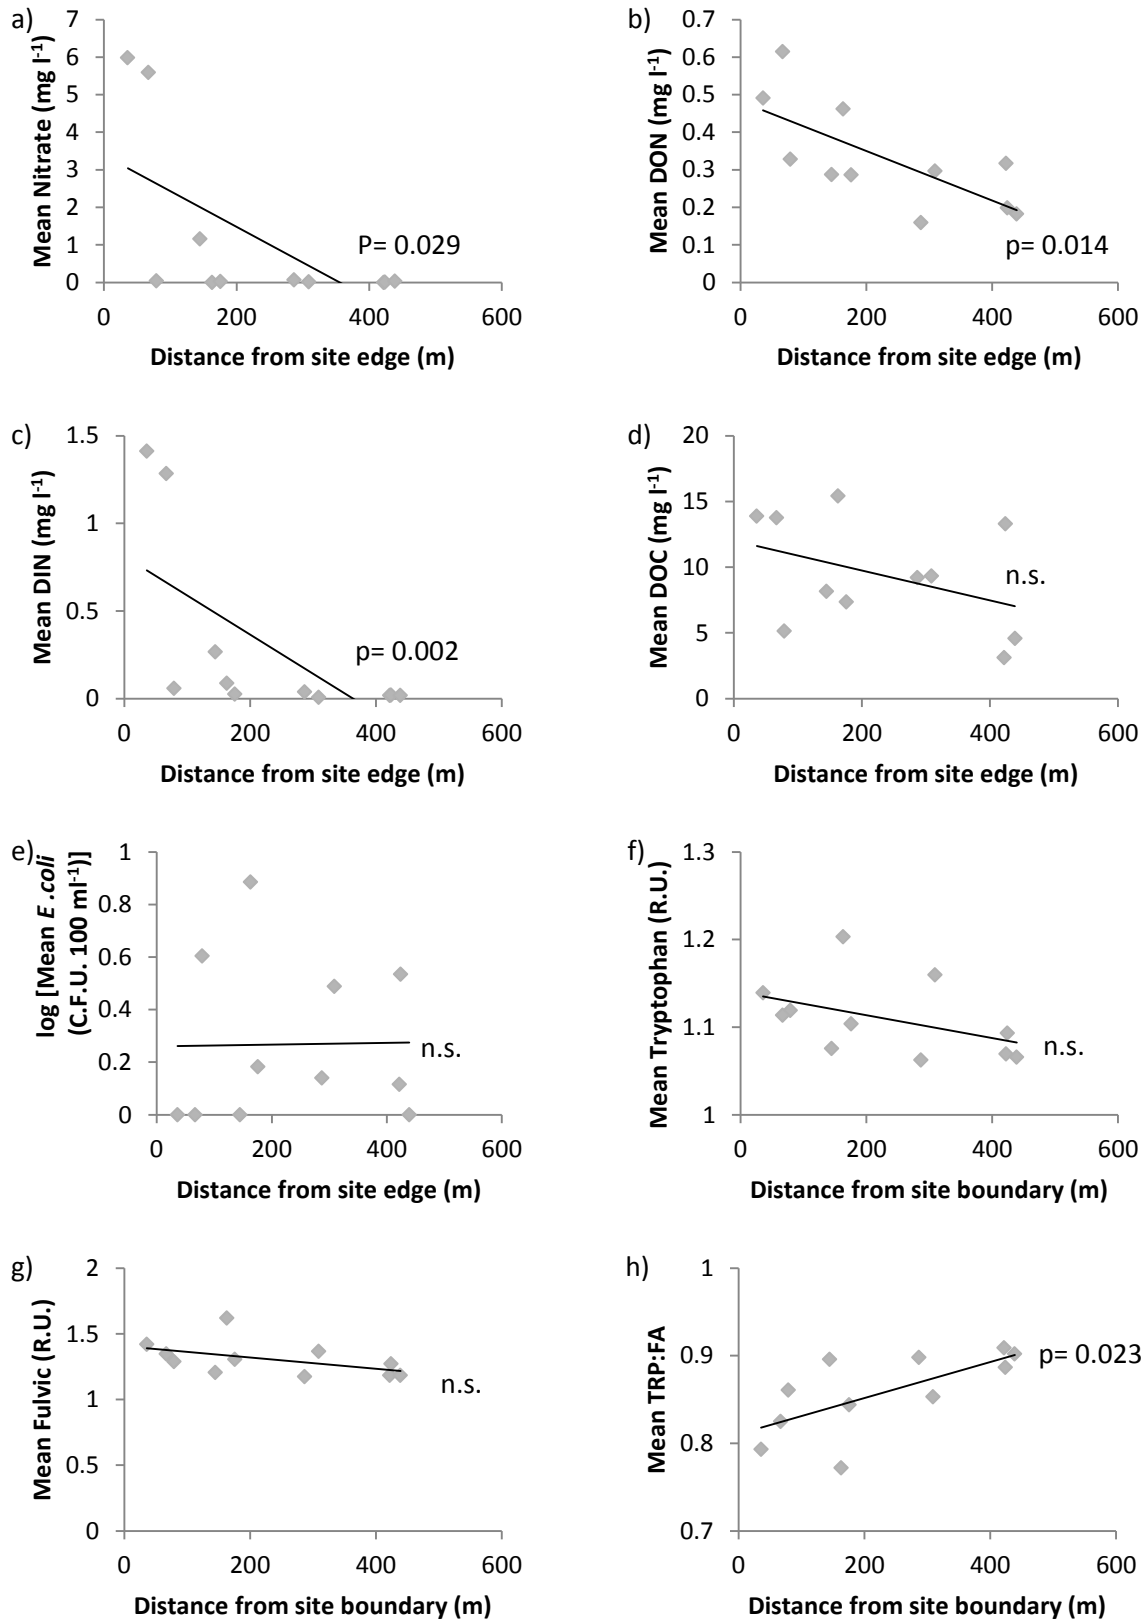 a)
7
6
5
4
3
2
1
0
Mean Nitrate (mg l-1)
P= 0.029
0 200 400 600
Distance from site edge (m)
b)
0.7
0.6
0.5
0.4
0.3
0.2
0.1
0
Mean DON (mg l-1)
p= 0.014
0 200 400 600
Distance from site edge (m)
c)
1.5
1
0.5
0
Mean DIN (mg l-1)
p= 0.002
0 200 400 600
Distance from site edge (m)
d)
20
15
10
5
0
Mean DOC (mg l-1)
n.s.
0 200 400 600
Distance from site edge (m)
e)
1
0.8
0.6
0.4
0.2
0
log [Mean E .coli
(C.F.U. 100 ml-1)]
n.s.
0 200 400 600
Distance from site edge (m)
f)
1.3
1.2
1.1
1
Mean Tryptophan (R.U.)
n.s.
0 200 400 600
Distance from site boundary (m)
g)
2
1.5
1
0.5
0
Mean Fulvic (R.U.)
n.s.
0 200 400 600
Distance from site boundary (m)
h)
1
0.9
0.8
0.7
Mean TRP:FA
p= 0.023
0 200 400 600
Distance from site boundary (m)